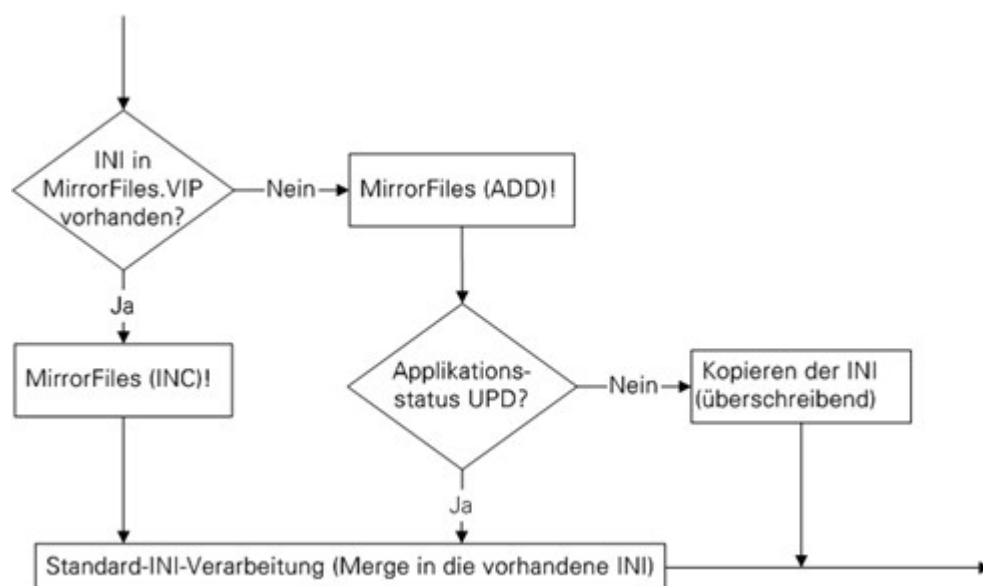 INI in
MirrorFiles.VIP
vorhanden?
Nein
MirrorFiles (ADD)!
Ja
MirrorFiles (INC)!
Applikations-
status UPD?
Nein
Kopieren der INI
(überschreibend)
Ja
Standard-INI-Verarbeitung (Merge in die vorhandene INI)